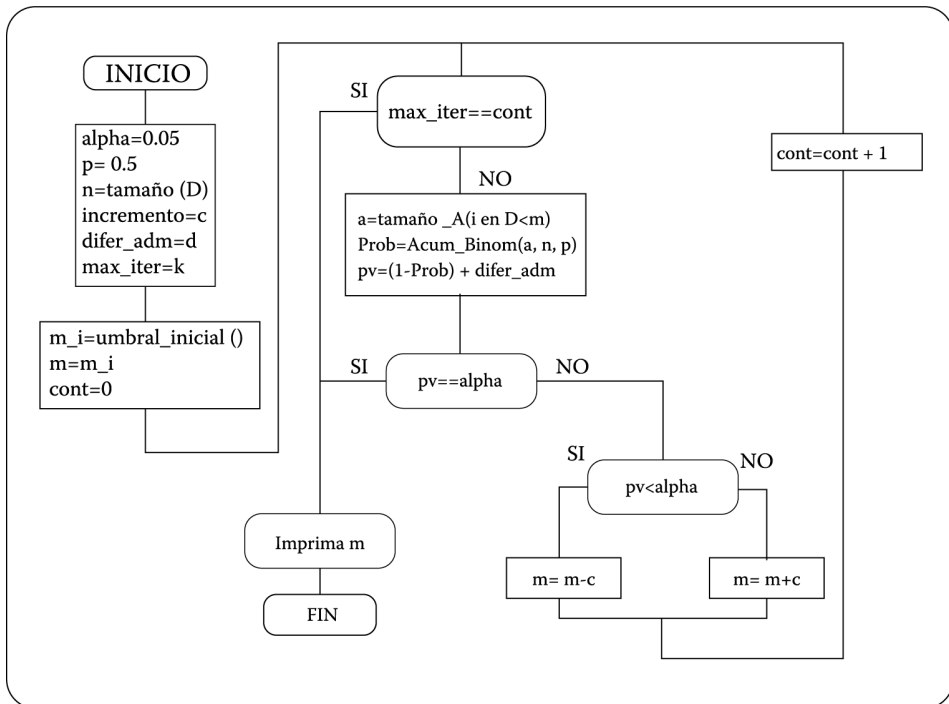 INICIO
alpha=0.05
p= 0.5
n=tamaño (D)
incremento=c
difer_adm=d
max_iter=k
m_i=umbral_inicial ()
m=m_i
cont=0
SI
max_iter==cont
NO
a=tamaño _A(i en D<m)
Prob=Acum_Binom(a, n, p)
pv=(1-Prob) + difer_adm
SI
pv==alpha
NO
SI
pv<alpha
NO
m= m-c
m= m+c
cont=cont + 1
Imprima m
FIN